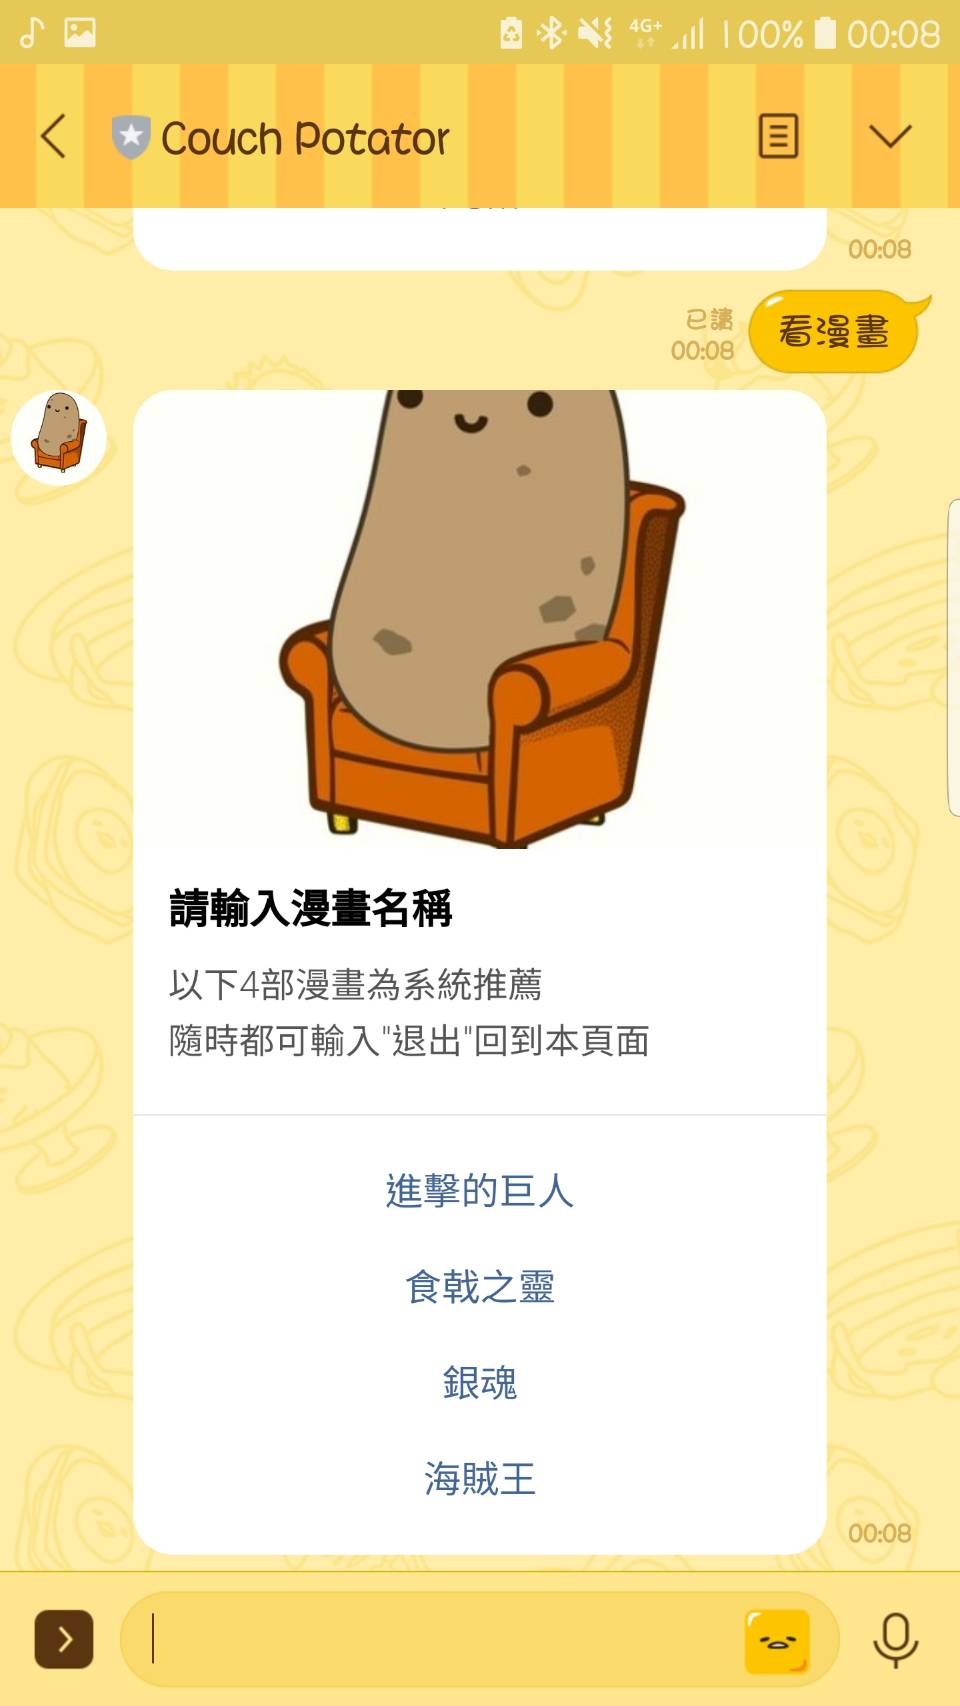 4G+ 100% 00:08
Couch Potator
00:08
看漫畫
已讀
00:08
請輸入漫畫名稱
以下4部漫畫為系統推薦
隨時都可輸入"退出"回到本頁面
進擊的巨人
食戟之靈
銀魂
海賊王
00:08